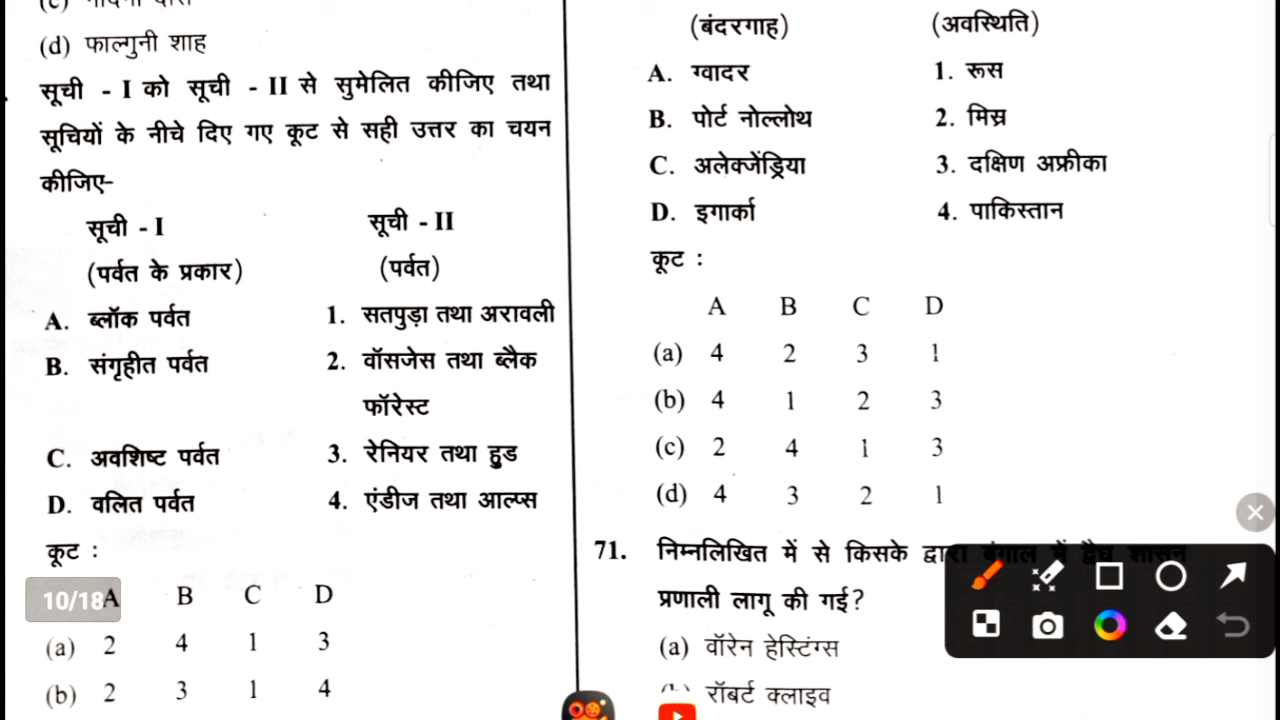 (d) फाल्गुनी शाह
सूची - I को सूची - II से सुमेलित कीजिए तथा
सूचियों के नीचे दिए गए कूट से सही उत्तर का चयन
कीजिए-
सूची - I सूची - II
(पर्वत के प्रकार) (पर्वत)
A. ब्लॉक पर्वत 1. सतपुड़ा तथा अरावली
B. संगृहीत पर्वत 2. वॉसजेस तथा ब्लैक
फॉरेस्ट
C. अवशिष्ट पर्वत 3. रेनियर तथा हुड
D. वलित पर्वत 4. एंडीज तथा आल्प्स
कूट :
10/18
A B C D
(a) 2 4 1 3
(b) 2 3 1 4
(बंदरगाह) (अवस्थिति)
A. ग्वादर 1. रूस
B. पोर्ट नोल्लोथ 2. मिस्र
C. अलेक्जेंड्रिया 3. दक्षिण अफ्रीका
D. इगार्का 4. पाकिस्तान
कूट :
A B C D
(a) 4 2 3 1
(b) 4 1 2 3
(c) 2 4 1 3
(d) 4 3 2 1
71. निम्नलिखित में से किसके द्वारा बंगाल में द्वैध शासन
प्रणाली लागू की गई?
(a) वॉरेन हेस्टिंग्स
रॉबर्ट क्लाइव